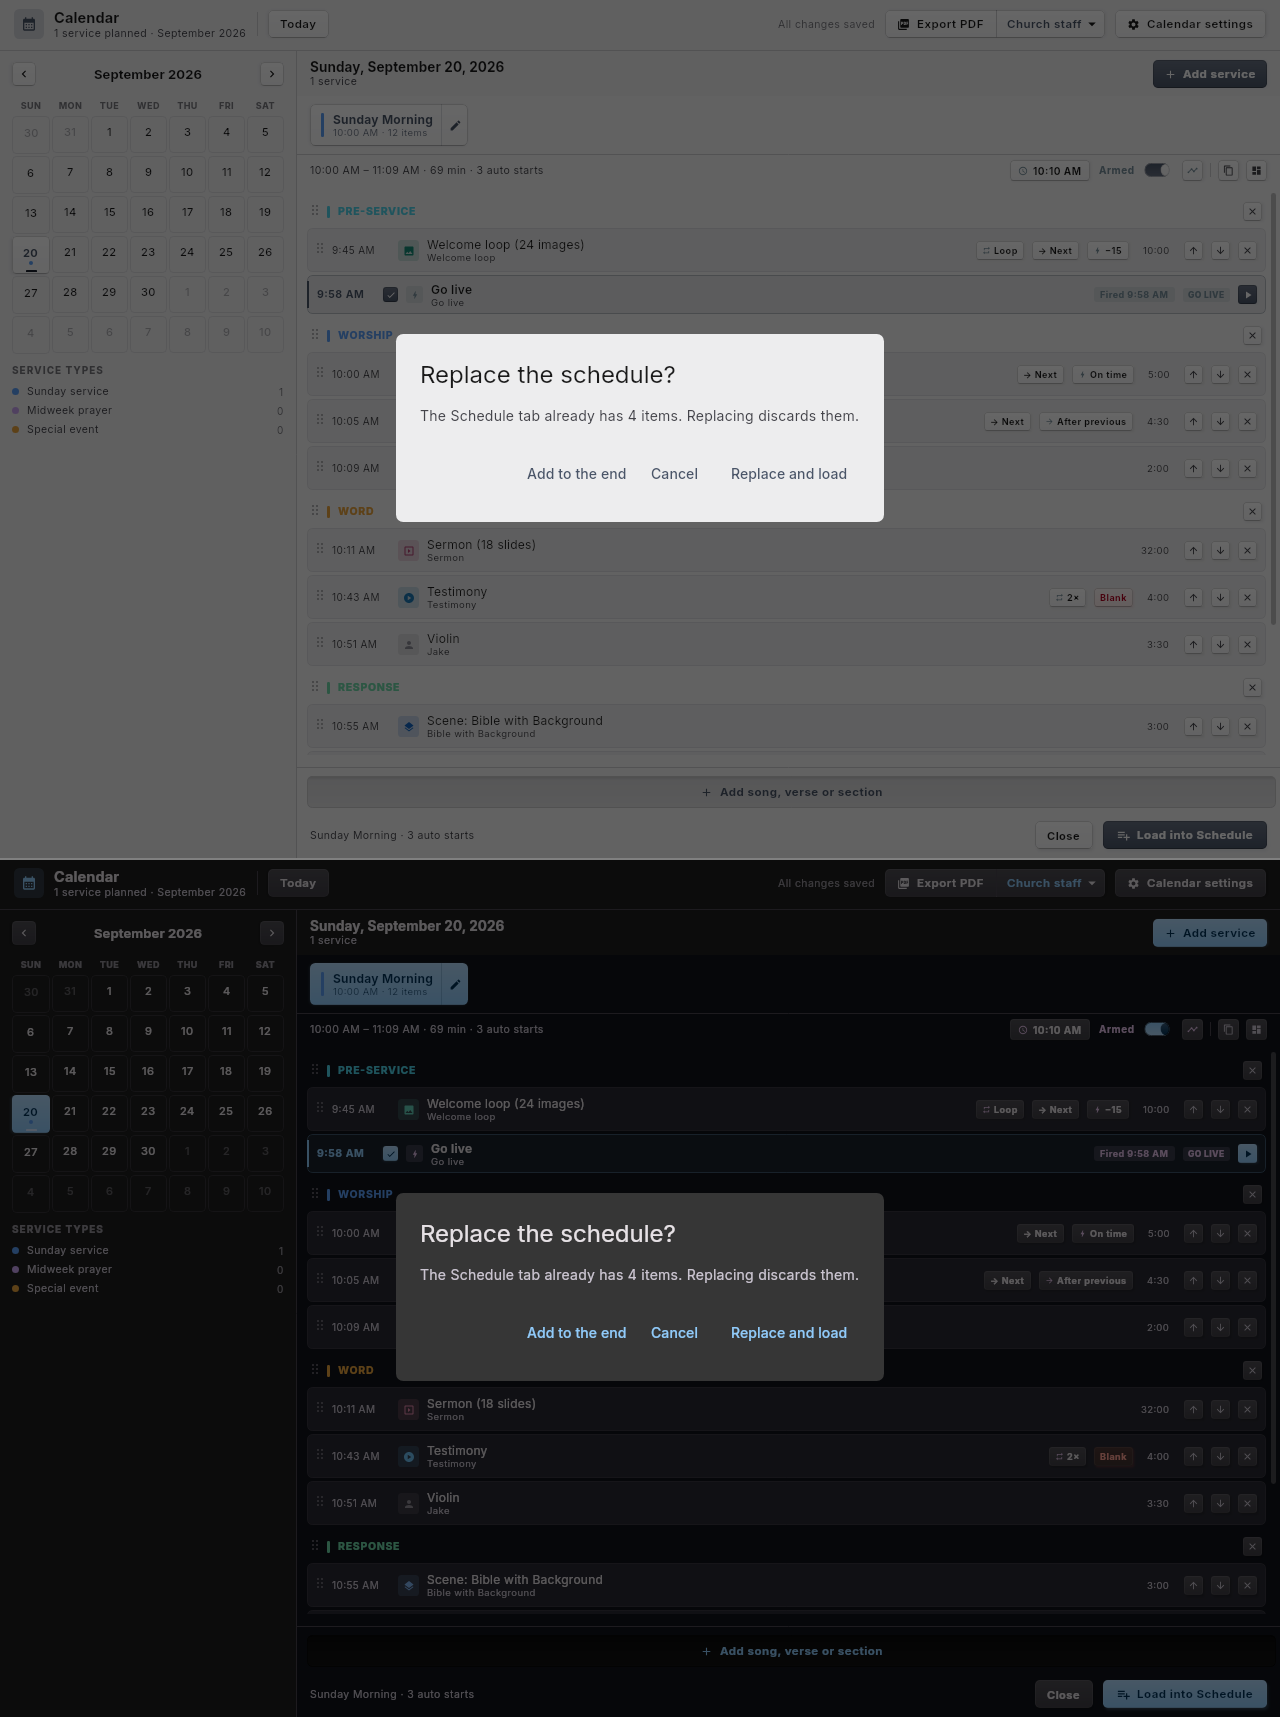 Calendar
1 service planned · September 2026
Today
All changes saved
Export PDF
Church staff
Calendar settings
September 2026
SUN MON TUE WED THU FRI SAT
30 31 1 2 3 4 5
6 7 8 9 10 11 12
13 14 15 16 17 18 19
20 21 22 23 24 25 26
27 28 29 30 1 2 3
4 5 6 7 8 9 10
SERVICE TYPES
Sunday service 1
Midweek prayer 0
Special event 0
Sunday, September 20, 2026
1 service
+ Add service
Sunday Morning
10:00 AM · 12 items
10:00 AM – 11:09 AM · 69 min · 3 auto starts
10:10 AM
Armed
PRE-SERVICE
9:45 AM Welcome loop (24 images) Loop → Next −15 10:00
Welcome loop
9:58 AM Go live Fired 9:58 AM GO LIVE
Go live
WORSHIP
10:00 AM → Next On time 5:00
10:05 AM → Next → After previous 4:30
10:09 AM 2:00
Replace the schedule?
The Schedule tab already has 4 items. Replacing discards them.
Add to the end Cancel Replace and load
WORD
10:11 AM Sermon (18 slides) 32:00
Sermon
10:43 AM Testimony 2× Blank 4:00
Testimony
10:51 AM Violin 3:30
Jake
RESPONSE
10:55 AM Scene: Bible with Background 3:00
Bible with Background
+ Add song, verse or section
Sunday Morning · 3 auto starts
Close
Load into Schedule
Calendar
1 service planned · September 2026
Today
All changes saved
Export PDF
Church staff
Calendar settings
September 2026
SUN MON TUE WED THU FRI SAT
30 31 1 2 3 4 5
6 7 8 9 10 11 12
13 14 15 16 17 18 19
20 21 22 23 24 25 26
27 28 29 30 1 2 3
4 5 6 7 8 9 10
SERVICE TYPES
Sunday service 1
Midweek prayer 0
Special event 0
Sunday, September 20, 2026
1 service
+ Add service
Sunday Morning
10:00 AM · 12 items
10:00 AM – 11:09 AM · 69 min · 3 auto starts
10:10 AM
Armed
PRE-SERVICE
9:45 AM Welcome loop (24 images) Loop → Next −15 10:00
Welcome loop
9:58 AM Go live Fired 9:58 AM GO LIVE
Go live
WORSHIP
10:00 AM → Next On time 5:00
10:05 AM → Next → After previous 4:30
10:09 AM 2:00
Replace the schedule?
The Schedule tab already has 4 items. Replacing discards them.
Add to the end Cancel Replace and load
WORD
10:11 AM Sermon (18 slides) 32:00
Sermon
10:43 AM Testimony 2× Blank 4:00
Testimony
10:51 AM Violin 3:30
Jake
RESPONSE
10:55 AM Scene: Bible with Background 3:00
Bible with Background
+ Add song, verse or section
Sunday Morning · 3 auto starts
Close
Load into Schedule